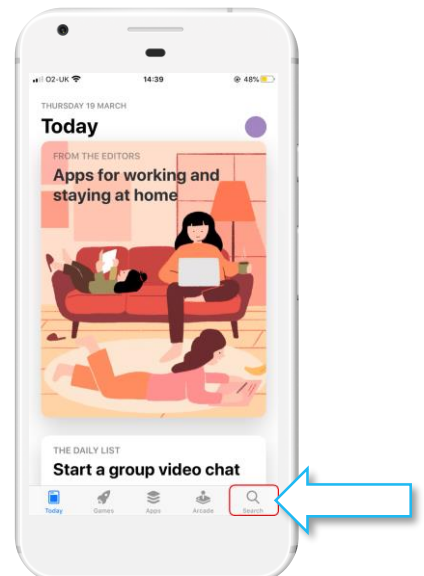 O2-UK
14:39
48%
THURSDAY 19 MARCH
Today
FROM THE EDITORS
Apps for working and
staying at home
THE DAILY LIST
Start a group video chat
Today Games Apps Arcade Search